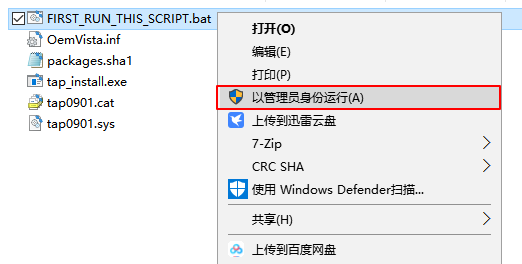 FIRST_RUN_THIS_SCRIPT.bat
OemVista.inf
packages.sha1
tap_install.exe
tap0901.cat
tap0901.sys
打开(O)
编辑(E)
打印(P)
以管理员身份运行(A)
上传到迅雷云盘
7-Zip
CRC SHA
使用 Windows Defender扫描...
共享(H)
上传到百度网盘